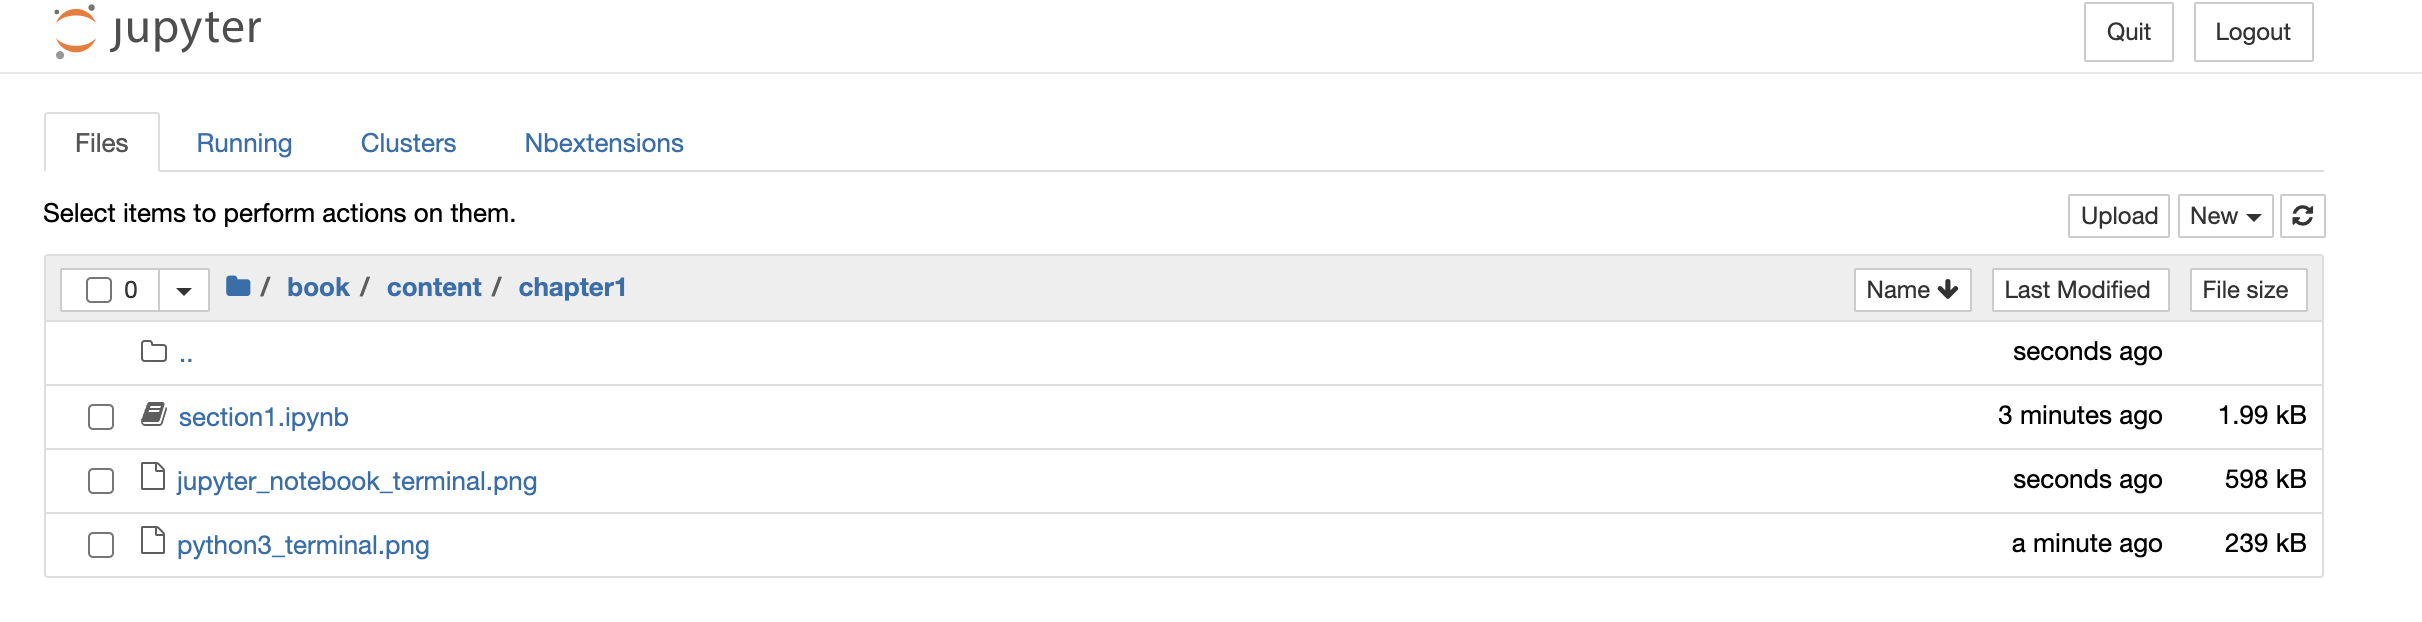 jupyter
Quit Logout
Files Running Clusters Nbextensions
Select items to perform actions on them.
Upload New
0 / book / content / chapter1 Name Last Modified File size
.. seconds ago
section1.ipynb 3 minutes ago 1.99 kB
jupyter_notebook_terminal.png seconds ago 598 kB
python3_terminal.png a minute ago 239 kB